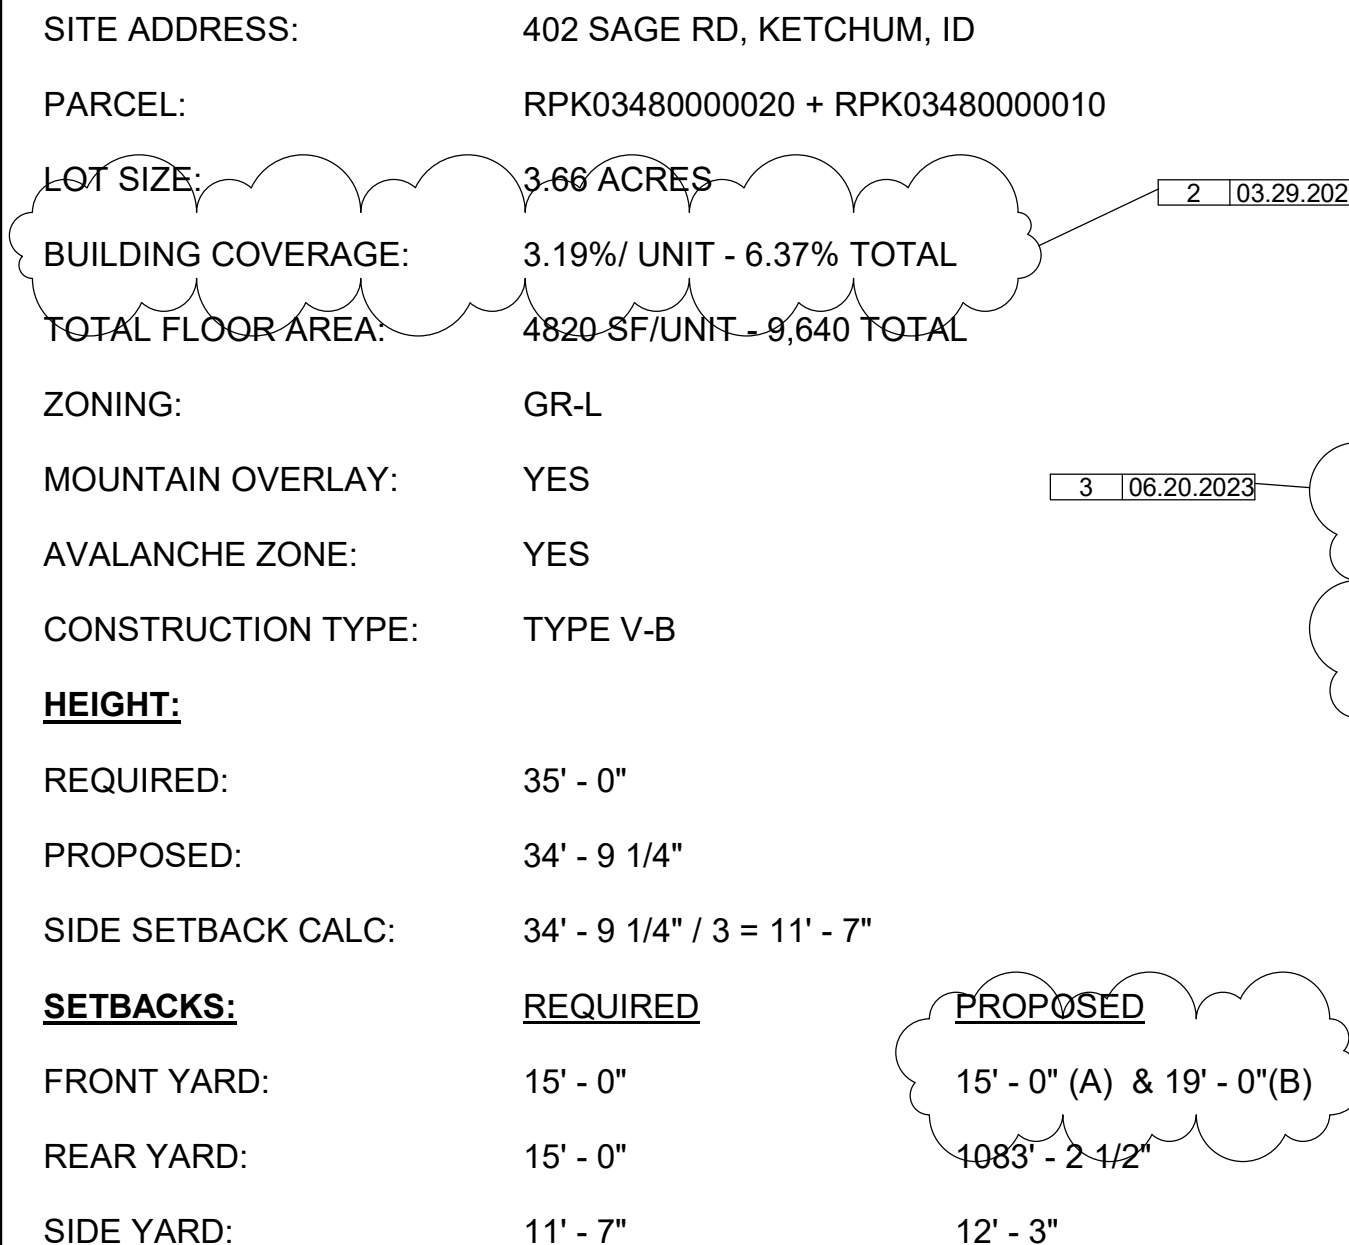 SITE ADDRESS: 402 SAGE RD, KETCHUM, ID
PARCEL: RPK03480000020 + RPK03480000010
LOT SIZE: 3.66 ACRES
2 03.29.202
BUILDING COVERAGE: 3.19%/ UNIT - 6.37% TOTAL
TOTAL FLOOR AREA: 4820 SF/UNIT - 9,640 TOTAL
ZONING: GR-L
MOUNTAIN OVERLAY: YES
3 06.20.2023
AVALANCHE ZONE: YES
CONSTRUCTION TYPE: TYPE V-B
HEIGHT:
REQUIRED: 35' - 0"
PROPOSED: 34' - 9 1/4"
SIDE SETBACK CALC: 34' - 9 1/4" / 3 = 11' - 7"
SETBACKS: REQUIRED PROPOSED
FRONT YARD: 15' - 0" 15' - 0" (A) & 19' - 0"(B)
REAR YARD: 15' - 0" 1083' - 2 1/2"
SIDE YARD: 11' - 7" 12' - 3"